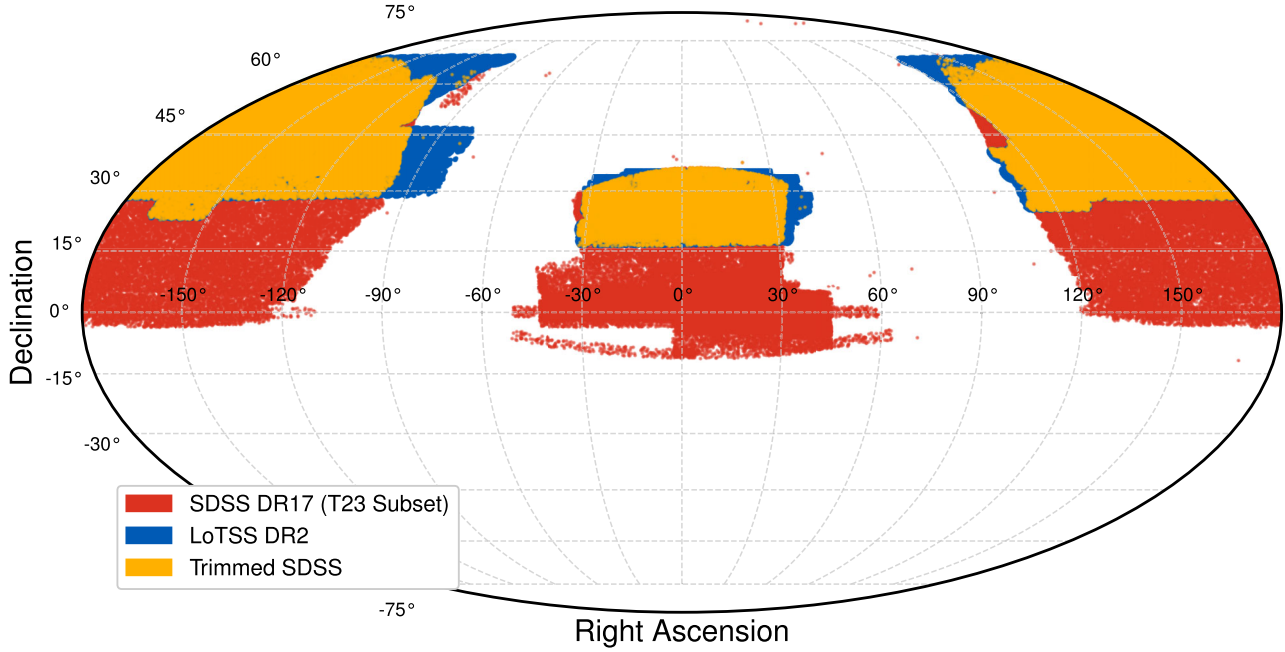 75°
60°
45°
30°
15°
0°
-15°
-30°
-75°
-150° -120° -90° -60° -30° 0° 30° 60° 90° 120° 150°
Declination
SDSS DR17 (T23 Subset)
LoTSS DR2
Trimmed SDSS
Right Ascension